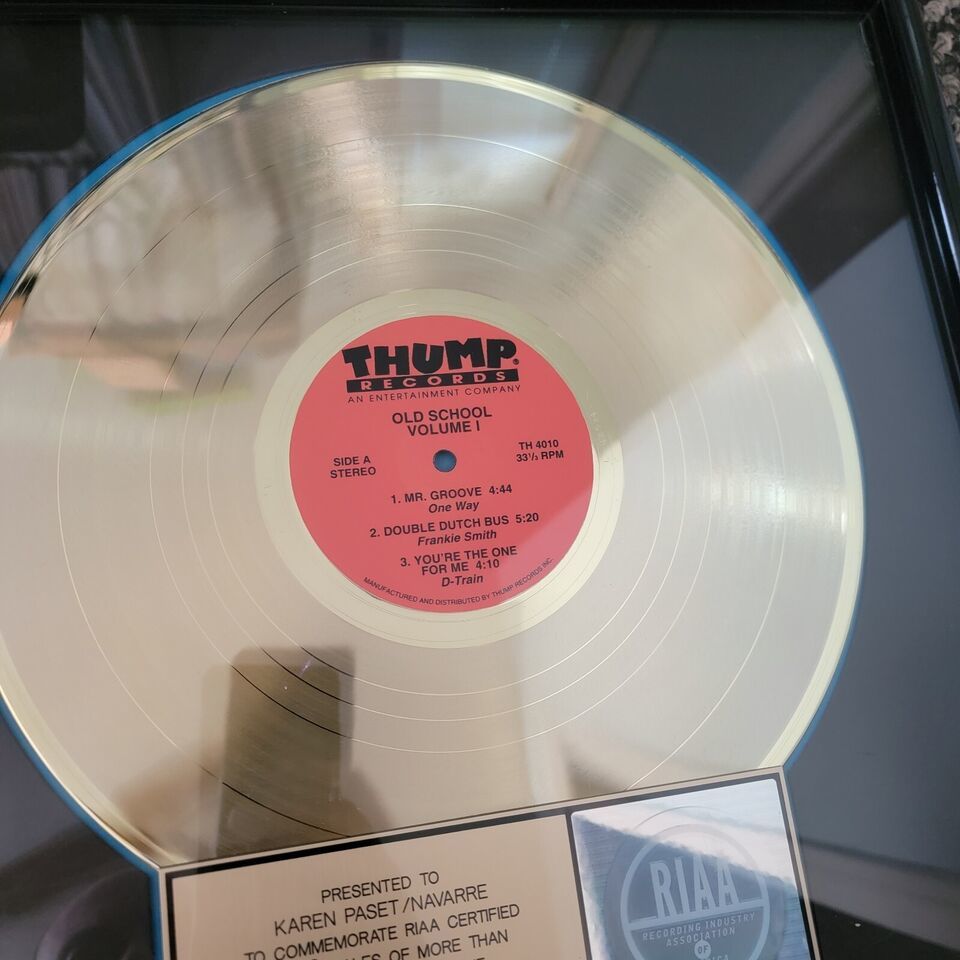 THUMP®
RECORDS
AN ENTERTAINMENT COMPANY
OLD SCHOOL
VOLUME I
SIDE A
STEREO
TH 4010
33⅓ RPM
1. MR. GROOVE 4:44
One Way
2. DOUBLE DUTCH BUS 5:20
Frankie Smith
3. YOU'RE THE ONE
FOR ME 4:10
D-Train
MANUFACTURED AND DISTRIBUTED BY THUMP RECORDS INC.
PRESENTED TO
KAREN PASET/NAVARRE
TO COMMEMORATE RIAA CERTIFIED
OF MORE THAN
RIAA
RECORDING INDUSTRY
ASSOCIATION
OF